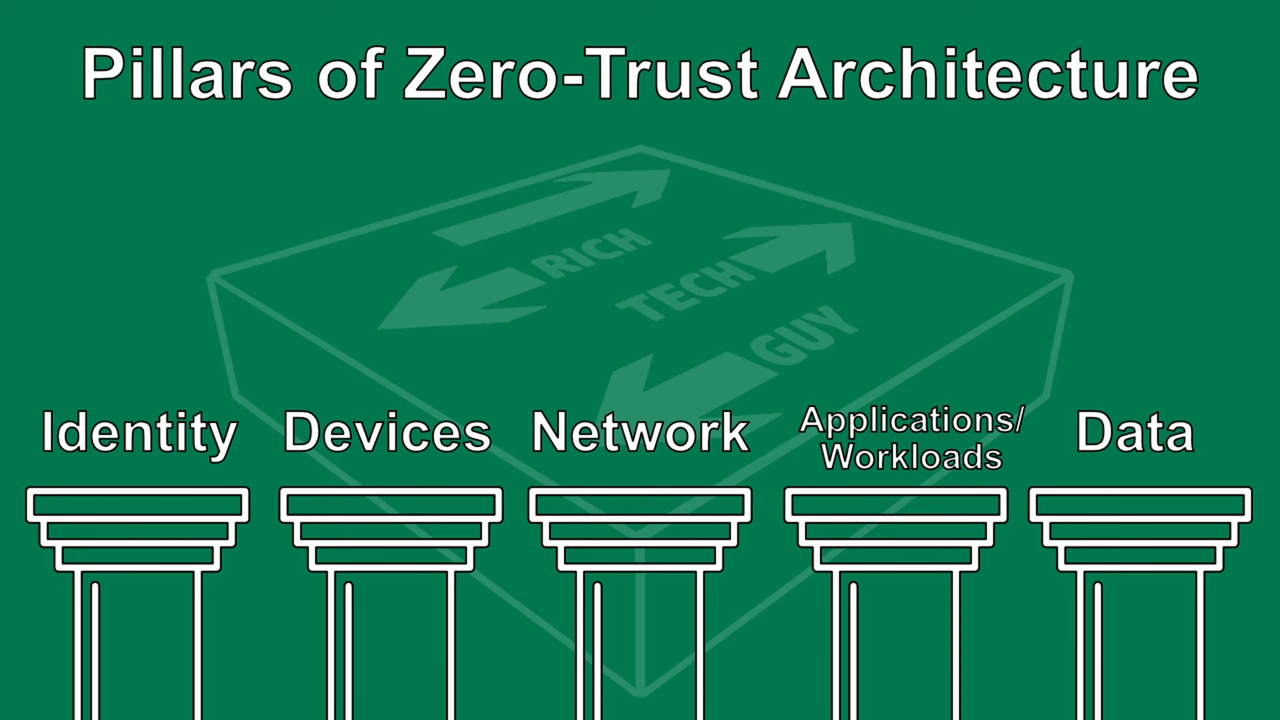 Pillars of Zero-Trust Architecture
RICH
TECH
GUY
Identity
Devices
Network
Applications/
Workloads
Data